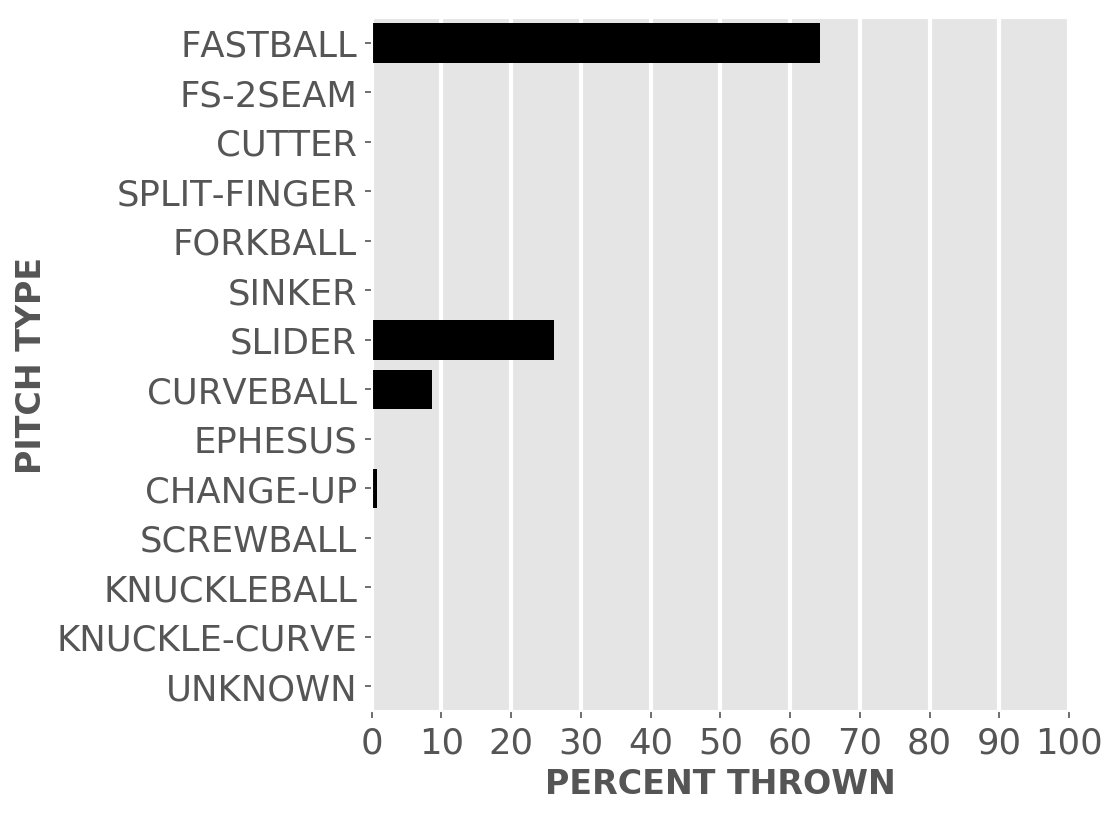 FASTBALL
FS-2SEAM
CUTTER
SPLIT-FINGER
FORKBALL
SINKER
SLIDER
CURVEBALL
EPHESUS
CHANGE-UP
SCREWBALL
KNUCKLEBALL
KNUCKLE-CURVE
UNKNOWN
PITCH TYPE
0 10 20 30 40 50 60 70 80 90 100
PERCENT THROWN